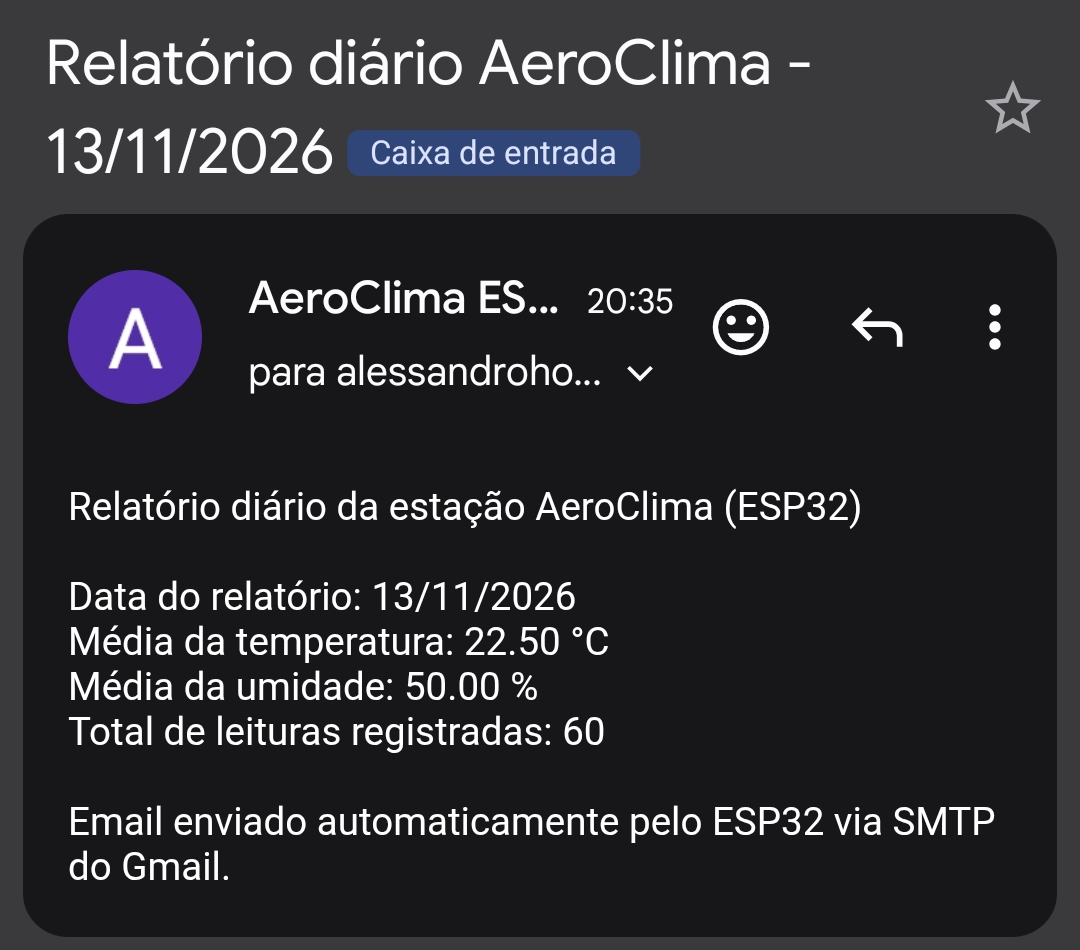 Relatório diário AeroClima -
13/11/2026 Caixa de entrada
A
AeroClima ES... 20:35
para alessandroho...
Relatório diário da estação AeroClima (ESP32)
Data do relatório: 13/11/2026
Média da temperatura: 22.50 °C
Média da umidade: 50.00 %
Total de leituras registradas: 60
Email enviado automaticamente pelo ESP32 via SMTP
do Gmail.